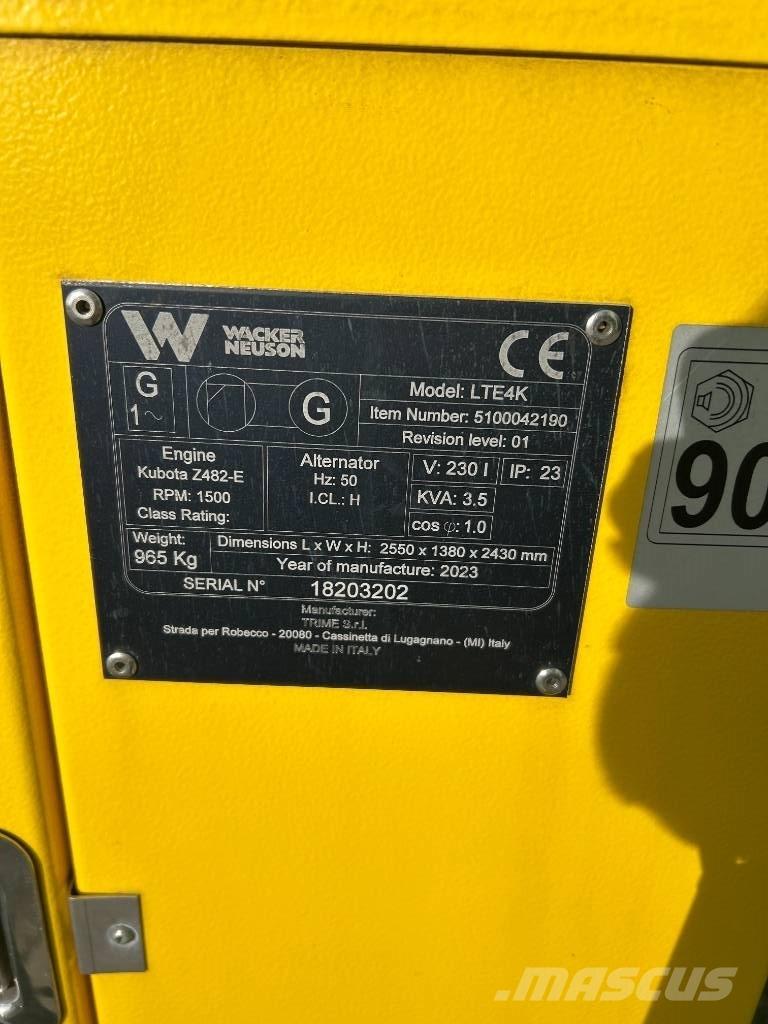 W WACKER
NEUSON
CE
G
1~
G
Model: LTE4K
Item Number: 5100042190
Revision level: 01
Engine
Kubota Z482-E
RPM: 1500
Class Rating:
Alternator
Hz: 50
I.CL.: H
V: 230 I
IP: 23
KVA: 3.5
cos φ: 1.0
Weight:
965 Kg
Dimensions L x W x H: 2550 x 1380 x 2430 mm
Year of manufacture: 2023
SERIAL N° 18203202
Manufacturer:
TRIME S.r.l.
Strada per Robecco - 20080 - Cassinetta di Lugagnano - (MI) Italy
MADE IN ITALY
90
MASCUS